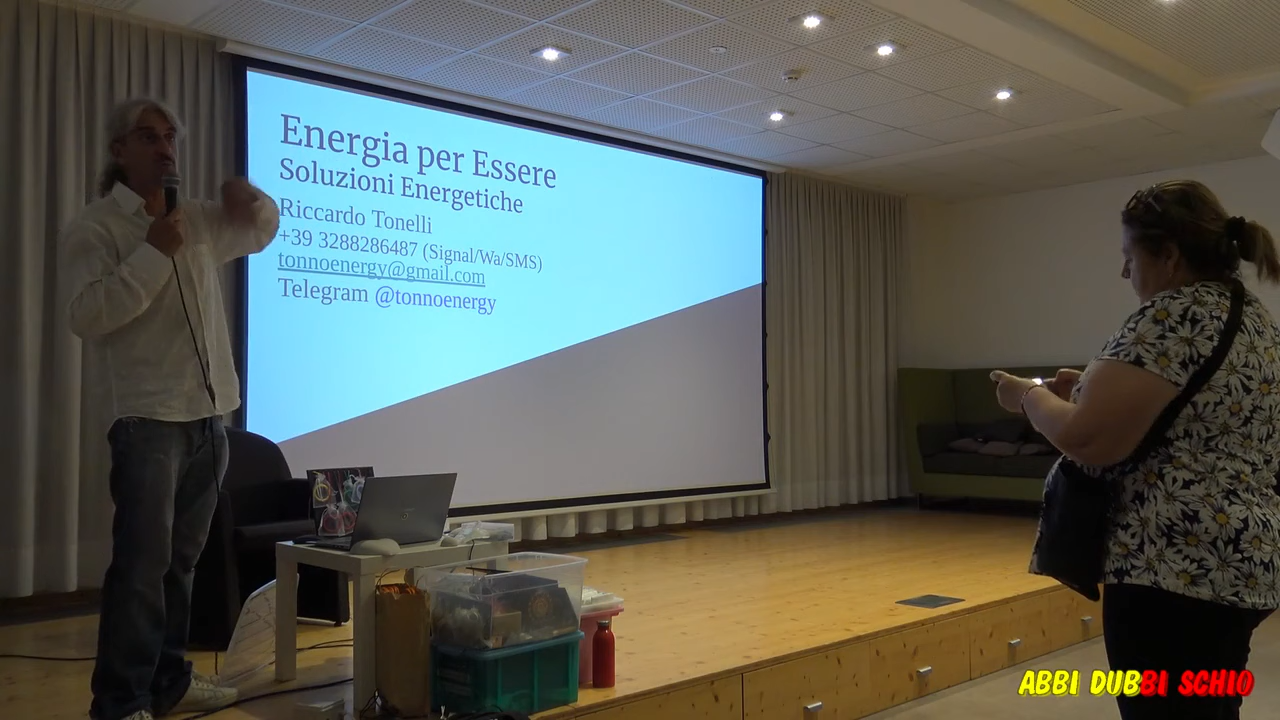 Energia per Essere
Soluzioni Energetiche
Riccardo Tonelli
+39 3288286487 (Signal/Wa/SMS)
tonnoenergy@gmail.com
Telegram @tonnoenergy
ABBI DUBBI SCHIO